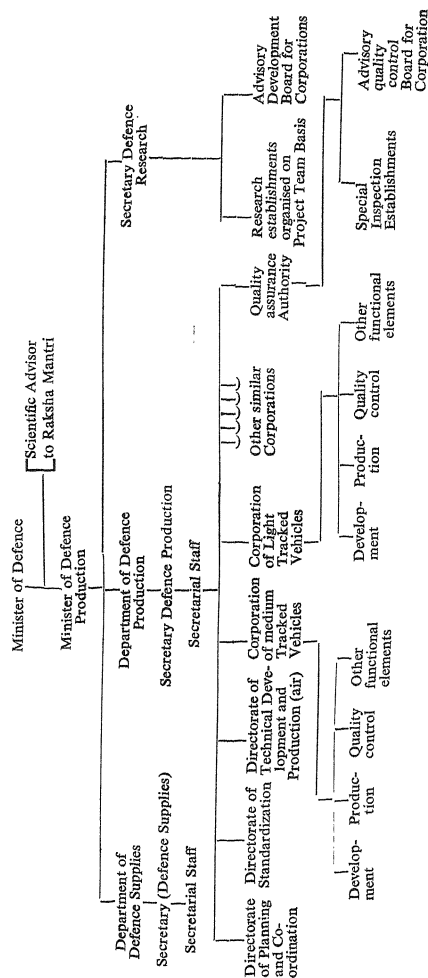 Minister of Defence
Scientific Advisor
to Raksha Mantri
Minister of Defence
Production
Department of
Defence Supplies
Secretary (Defence Supplies)
Secretarial Staff
Department of Defence
Production
Secretary Defence Production
Secretarial Staff
Secretary Defence
Research
Research
establishments
organised on
Project Team Basis
Advisory
Development
Board for
Corporations
Directorate
of Planning
and Co-
ordination
Directorate of
Standardization
Directorate of
Technical Deve-
lopment and
Production (air)
Corporation
of medium
Tracked
Vehicles
Corporation
of Light
Tracked
Vehicles
Other similar
Corporations
Quality
assurance
Authority
Develop-
ment
Produc-
tion
Quality
control
Other
functional
elements
Develop-
ment
Produc-
tion
Quality
control
Other
functional
elements
Special
Inspection
Establishments
Advisory
quality
control
Board for
Corporation